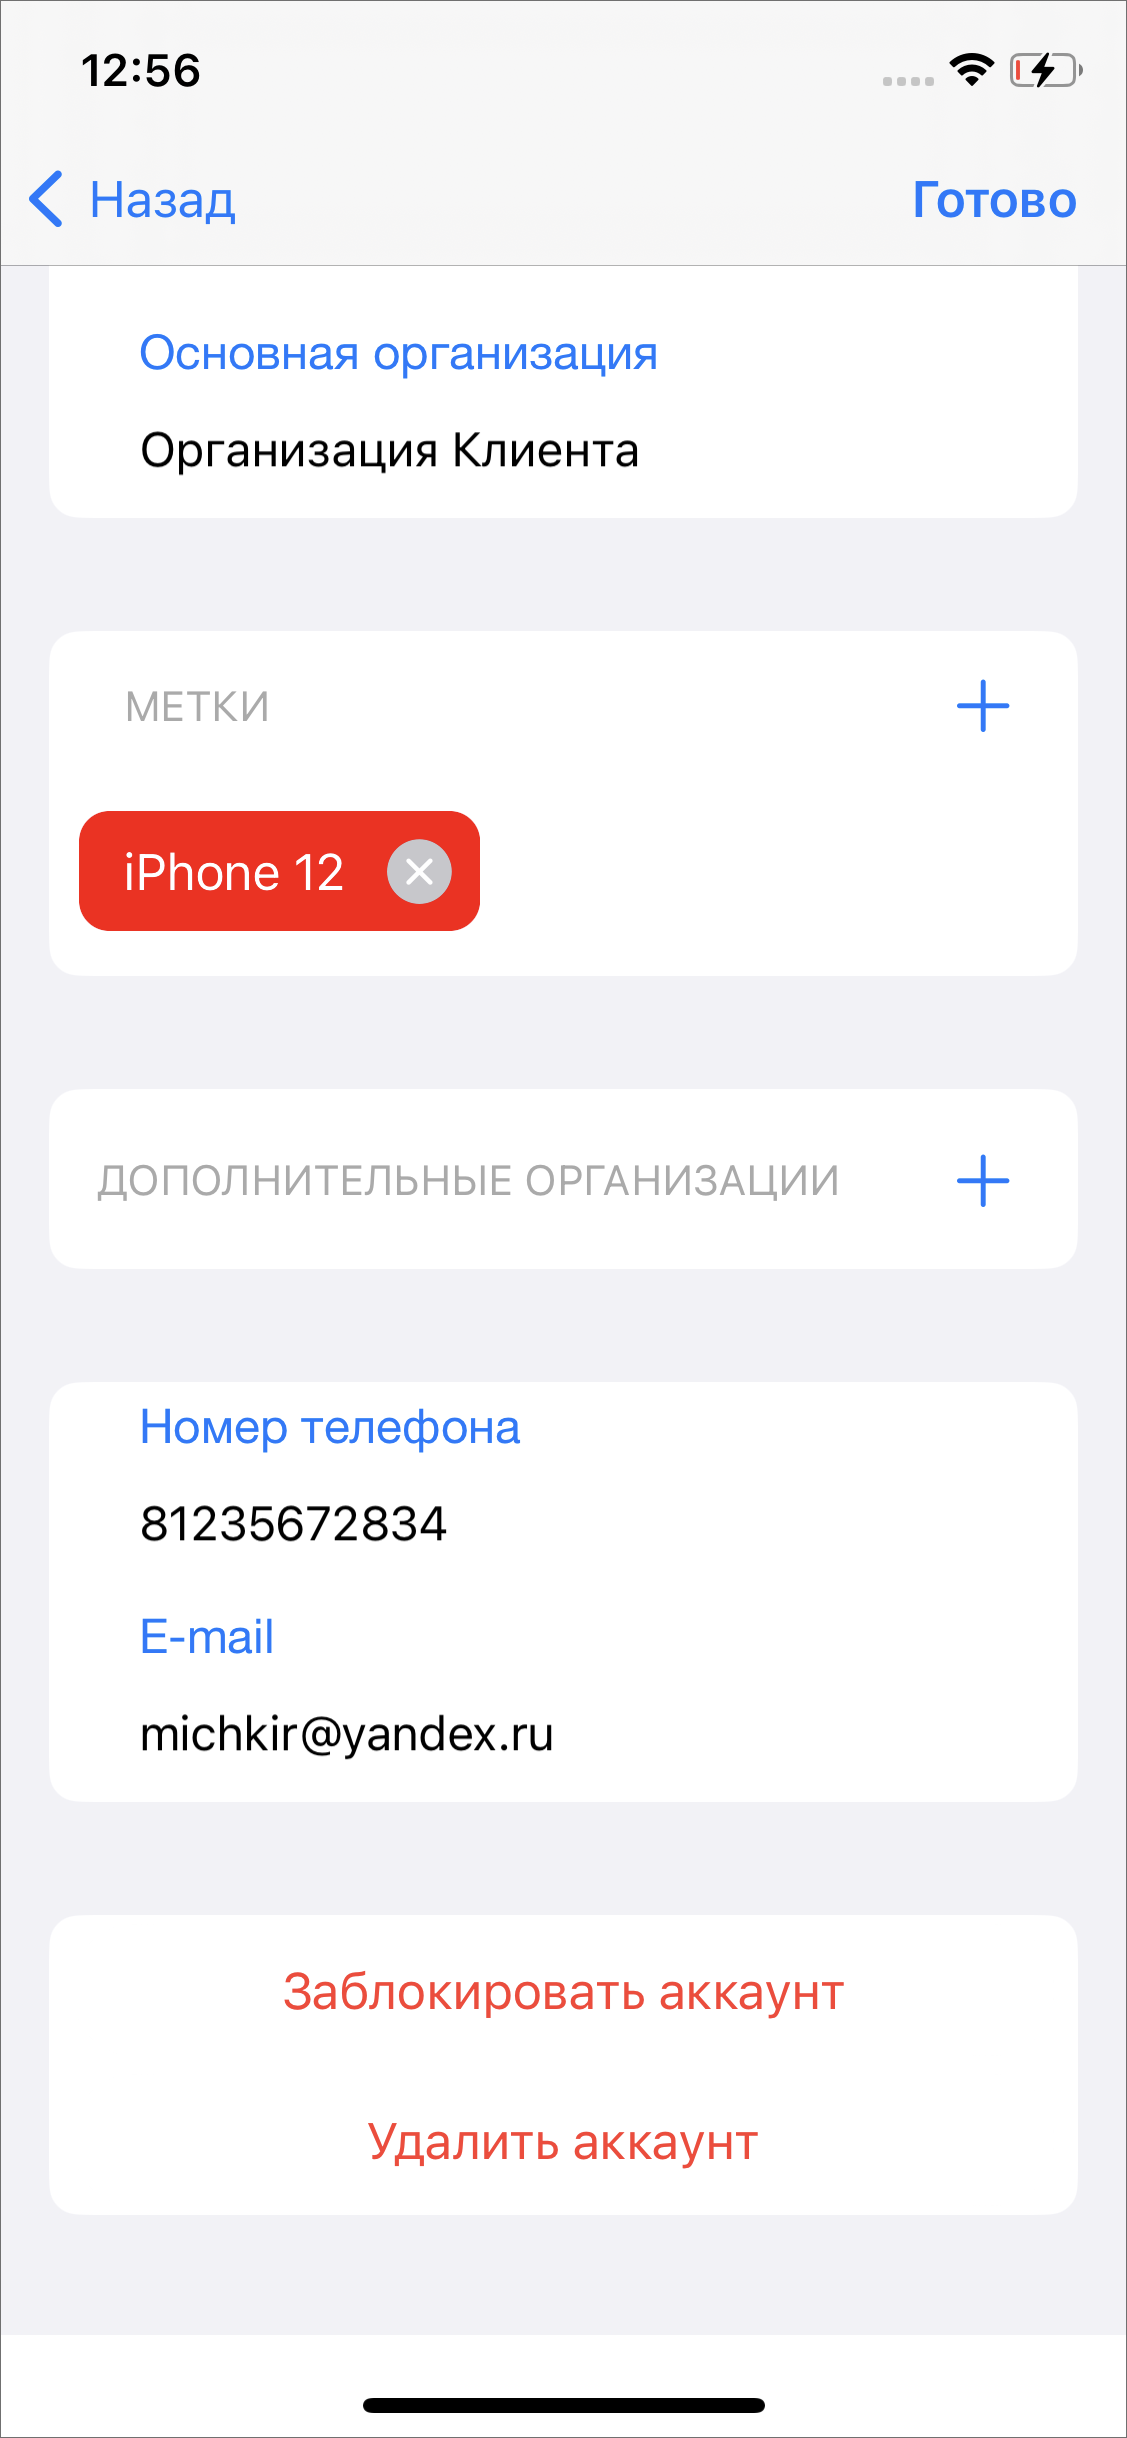 12:56
Назад
Готово
Основная организация
Организация Клиента
МЕТКИ
iPhone 12
ДОПОЛНИТЕЛЬНЫЕ ОРГАНИЗАЦИИ
Номер телефона
81235672834
E-mail
michkir@yandex.ru
Заблокировать аккаунт
Удалить аккаунт